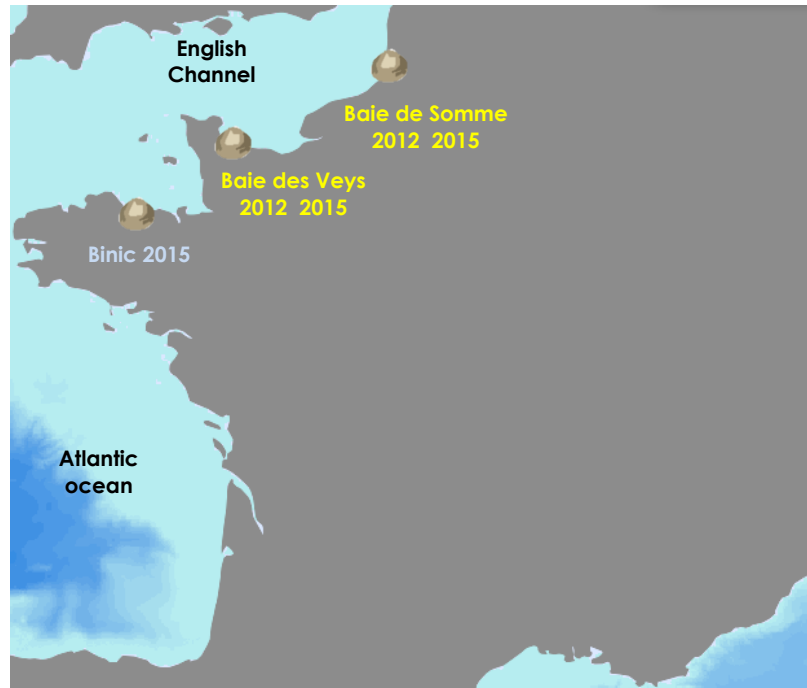 English
Channel
Baie de Somme
2012  2015
Baie des Veys
2012  2015
Binic 2015
Atlantic
ocean